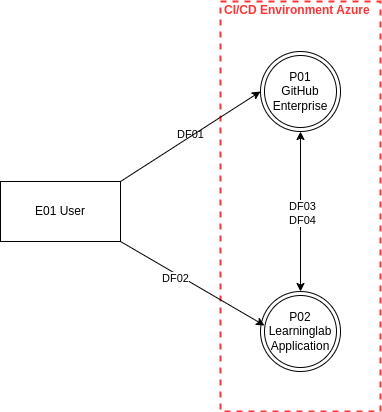 CI/CD Environment Azure
P01
GitHub
Enterprise
DF01
E01 User
DF03
DF04
DF02
P02
Learninglab
Application